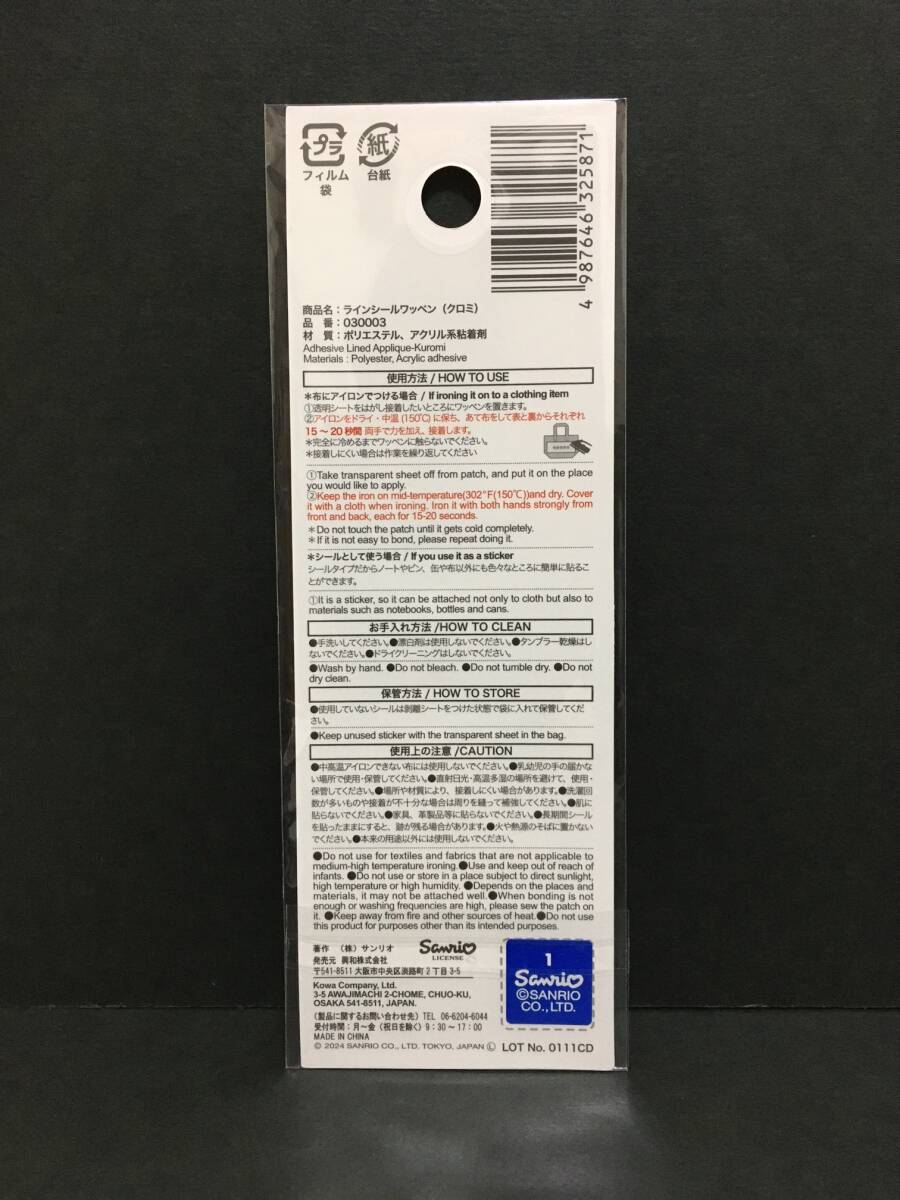 プラ
紙
フィルム
袋
台紙
4 987646 325871
商品名：ラインシールワッペン（クロミ）
品　番：030003
材　質：ポリエステル、アクリル系粘着剤
Adhesive Lined Applique-Kuromi
Materials : Polyester, Acrylic adhesive
使用方法 / HOW TO USE
＊布にアイロンでつける場合 / If ironing it on to a clothing item
①透明シートをはがし接着したいところにワッペンを置きます。
②アイロンをドライ・中温(150℃)に保ち、あて布をして表と裏からそれぞれ
15～20秒間 両手で力を加え、接着します。
＊完全に冷めるまでワッペンに触らないでください。
＊接着しにくい場合は作業を繰り返してください
①Take transparent sheet off from patch, and put it on the place
you would like to apply.
②Keep the iron on mid-temperature(302°F(150℃))and dry. Cover
it with a cloth when ironing. Iron it with both hands strongly from
front and back, each for 15-20 seconds.
＊Do not touch the patch until it gets cold completely.
＊If it is not easy to bond, please repeat doing it.
＊シールとして使う場合 / If you use it as a sticker
シールタイプだからノートやビン、缶や布以外にも色々なところに簡単に貼るこ
とができます。
①It is a sticker, so it can be attached not only to cloth but also to
materials such as notebooks, bottles and cans.
お手入れ方法 /HOW TO CLEAN
●手洗いしてください。●漂白剤は使用しないでください。●タンブラー乾燥はし
ないでください。●ドライクリーニングはしないでください。
●Wash by hand. ●Do not bleach. ●Do not tumble dry. ●Do not
dry clean.
保管方法 / HOW TO STORE
●使用していないシールは剥離シートをつけた状態で袋に入れて保管してくだ
さい。
●Keep unused sticker with the transparent sheet in the bag.
使用上の注意 /CAUTION
●中高温アイロンできない布には使用しないでください。●乳幼児の手の届かな
い場所で使用・保管してください。●直射日光・高温多湿の場所を避けて、使用・
保管してください。●場所や材質により、接着しにくい場合があります。●洗濯回
数が多いものや接着が不十分な場合は周りを縫って補強してください。●肌に
貼らないでください。●家具、革製品等に貼らないでください。●長期間シール
を貼ったままにすると、跡が残る場合があります。●火や熱源のそばに置かない
でください。●本来の用途以外には使用しないでください。
●Do not use for textiles and fabrics that are not applicable to
medium-high temperature ironing.●Use and keep out of reach of
infants. ●Do not use or store in a place subject to direct sunlight,
high temperature or high humidity. ●Depends on the places and
materials, it may not be attached well.●When bonding is not
enough or washing frequencies are high, please sew the patch on
it. ●Keep away from fire and other sources of heat.●Do not use
this product for purposes other than its intended purposes.
著作　（株）サンリオ
発売元　興和株式会社
〒541-8511 大阪市中央区淡路町2丁目3-5
Kowa Company, Ltd.
3-5 AWAJIMACHI 2-CHOME, CHUO-KU,
OSAKA 541-8511, JAPAN.
（製品に関するお問い合わせ先）TEL 06-6204-6044
受付時間：月～金（祝日を除く）9：30～17：00
MADE IN CHINA
© 2024 SANRIO CO., LTD. TOKYO, JAPAN Ⓛ LOT No. 0111CD
Sanrio
LICENSE
1
Sanrio
©SANRIO
CO., LTD.